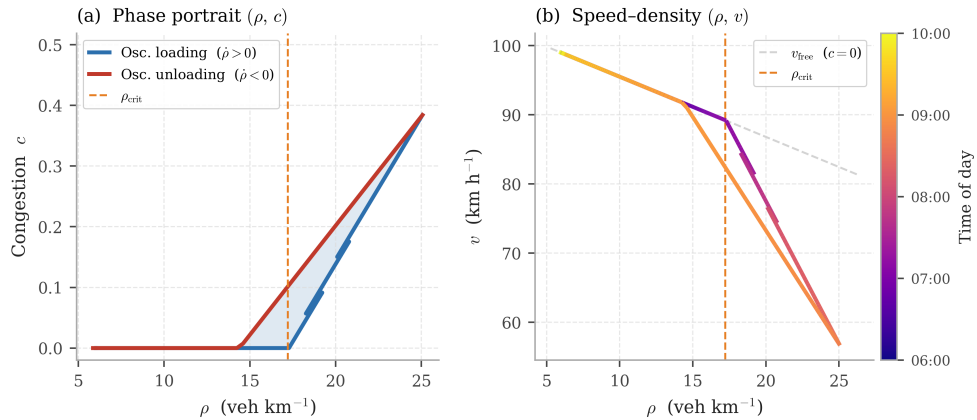 (a)  Phase portrait (ρ, c)
0.5
0.4
0.3
0.2
0.1
0.0
Congestion  c
5
10
15
20
25
ρ  (veh km⁻¹)
Osc. loading  (ρ̇ > 0)
Osc. unloading  (ρ̇ < 0)
ρcrit
(b)  Speed–density (ρ, v)
100
90
80
70
60
v  (km h⁻¹)
5
10
15
20
25
ρ  (veh km⁻¹)
vfree  (c = 0)
ρcrit
10:00
09:00
08:00
07:00
06:00
Time of day